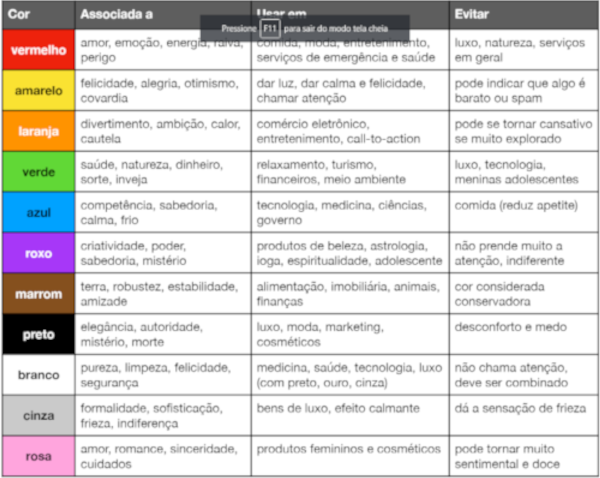 Cor Associada a Usar em Evitar
Pressione F11 para sair do modo tela cheia
vermelho amor, emoção, energia, raiva, comida, moda, entretenimento, luxo, natureza, serviços
perigo serviços de emergência e saúde em geral
amarelo felicidade, alegria, otimismo, dar luz, dar calma e felicidade, pode indicar que algo é
covardia chamar atenção barato ou spam
laranja divertimento, ambição, calor, comércio eletrônico, pode se tornar cansativo
cautela entretenimento, call-to-action se muito explorado
verde saúde, natureza, dinheiro, relaxamento, turismo, luxo, tecnologia,
sorte, inveja financeiros, meio ambiente meninas adolescentes
azul competência, sabedoria, tecnologia, medicina, ciências, comida (reduz apetite)
calma, frio governo
roxo criatividade, poder, produtos de beleza, astrologia, não prende muito a
sabedoria, mistério ioga, espiritualidade, adolescente atenção, indiferente
marrom terra, robustez, estabilidade, alimentação, imobiliária, animais, cor considerada
amizade finanças conservadora
preto elegância, autoridade, luxo, moda, marketing, desconforto e medo
mistério, morte cosméticos
branco pureza, limpeza, felicidade, medicina, saúde, tecnologia, luxo não chama atenção,
segurança (com preto, ouro, cinza) deve ser combinado
cinza formalidade, sofisticação, bens de luxo, efeito calmante dá a sensação de frieza
frieza, indiferença
rosa amor, romance, sinceridade, produtos femininos e cosméticos pode tornar muito
cuidados sentimental e doce